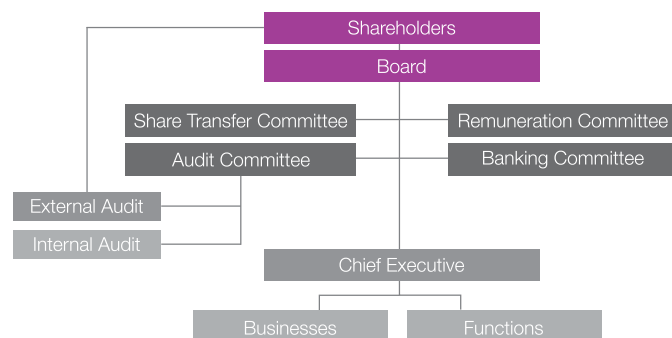 Shareholders
Board
Share Transfer Committee
Remuneration Committee
Audit Committee
Banking Committee
External Audit
Internal Audit
Chief Executive
Businesses
Functions